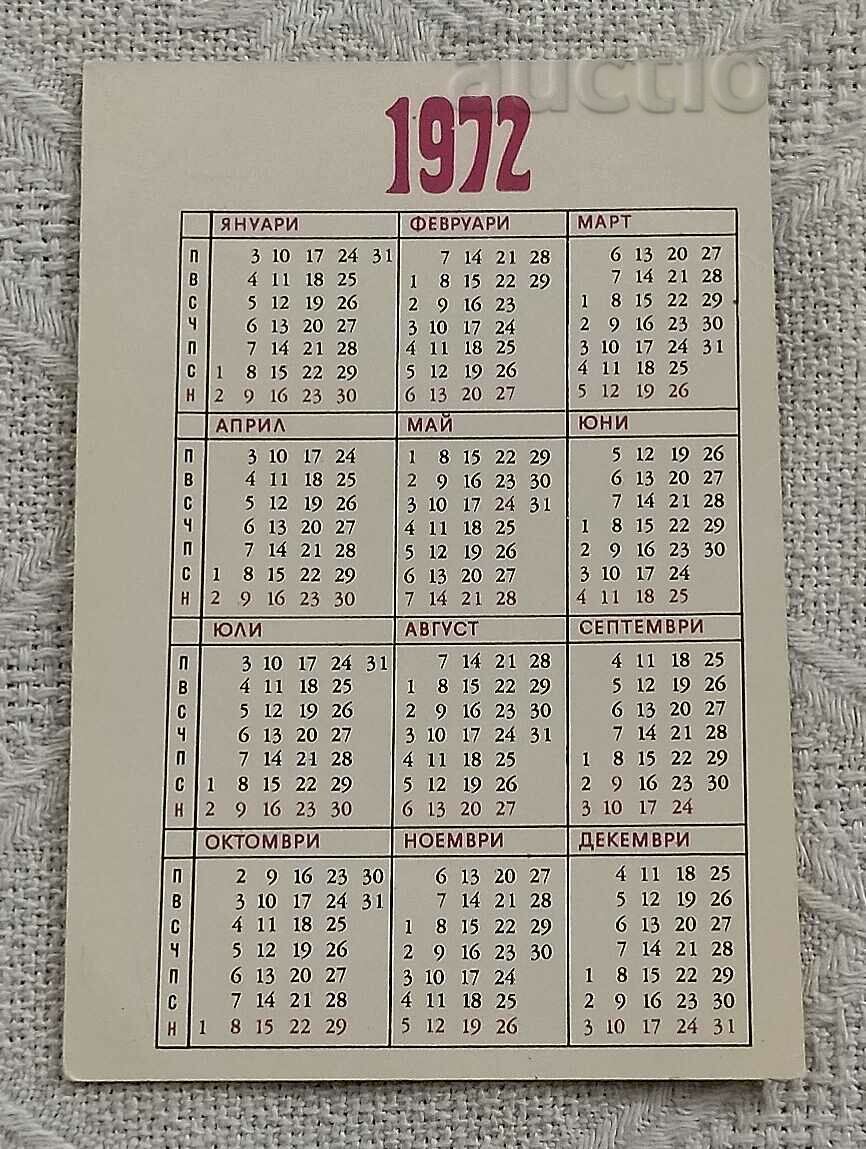 auctio
1972
ЯНУАРИ ФЕВРУАРИ МАРТ
П 3 10 17 24 31 7 14 21 28 6 13 20 27
В 4 11 18 25 1 8 15 22 29 7 14 21 28
С 5 12 19 26 2 9 16 23 1 8 15 22 29
Ч 6 13 20 27 3 10 17 24 2 9 16 23 30
П 7 14 21 28 4 11 18 25 3 10 17 24 31
С 1 8 15 22 29 5 12 19 26 4 11 18 25
Н 2 9 16 23 30 6 13 20 27 5 12 19 26
АПРИЛ МАЙ ЮНИ
П 3 10 17 24 1 8 15 22 29 5 12 19 26
В 4 11 18 25 2 9 16 23 30 6 13 20 27
С 5 12 19 26 3 10 17 24 31 7 14 21 28
Ч 6 13 20 27 4 11 18 25 1 8 15 22 29
П 7 14 21 28 5 12 19 26 2 9 16 23 30
С 1 8 15 22 29 6 13 20 27 3 10 17 24
Н 2 9 16 23 30 7 14 21 28 4 11 18 25
ЮЛИ АВГУСТ СЕПТЕМВРИ
П 3 10 17 24 31 7 14 21 28 4 11 18 25
В 4 11 18 25 1 8 15 22 29 5 12 19 26
С 5 12 19 26 2 9 16 23 30 6 13 20 27
Ч 6 13 20 27 3 10 17 24 31 7 14 21 28
П 7 14 21 28 4 11 18 25 1 8 15 22 29
С 1 8 15 22 29 5 12 19 26 2 9 16 23 30
Н 2 9 16 23 30 6 13 20 27 3 10 17 24
ОКТОМВРИ НОЕМВРИ ДЕКЕМВРИ
П 2 9 16 23 30 6 13 20 27 4 11 18 25
В 3 10 17 24 31 7 14 21 28 5 12 19 26
С 4 11 18 25 1 8 15 22 29 6 13 20 27
Ч 5 12 19 26 2 9 16 23 30 7 14 21 28
П 6 13 20 27 3 10 17 24 1 8 15 22 29
С 7 14 21 28 4 11 18 25 2 9 16 23 30
Н 1 8 15 22 29 5 12 19 26 3 10 17 24 31